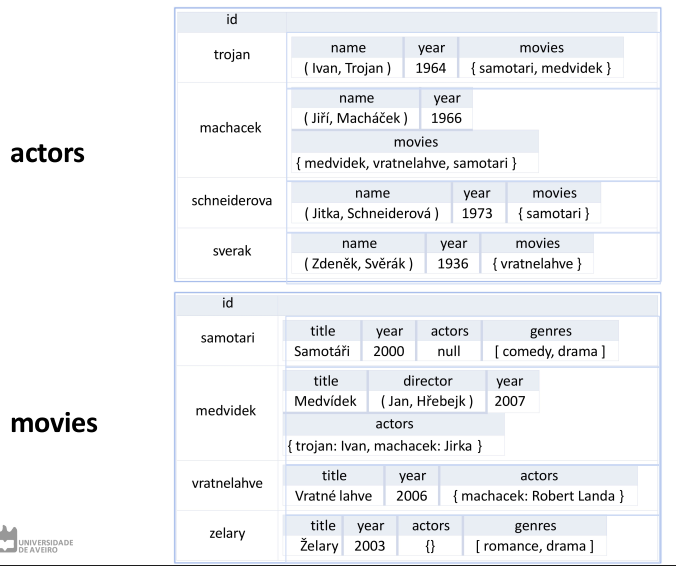 actors
id
trojan
name year movies
( Ivan, Trojan ) 1964 { samotari, medvidek }
machacek
name year
( Jiří, Macháček ) 1966
movies
{ medvidek, vratnelahve, samotari }
schneiderova
name year movies
( Jitka, Schneiderová ) 1973 { samotari }
sverak
name year movies
( Zdeněk, Svěrák ) 1936 { vratnelahve }
movies
id
samotari
title year actors genres
Samotáři 2000 null [ comedy, drama ]
medvidek
title director year
Medvídek ( Jan, Hřebejk ) 2007
actors
{ trojan: Ivan, machacek: Jirka }
vratnelahve
title year actors
Vratné lahve 2006 { machacek: Robert Landa }
zelary
title year actors genres
Želary 2003 {} [ romance, drama ]
UNIVERSIDADE
DE AVEIRO